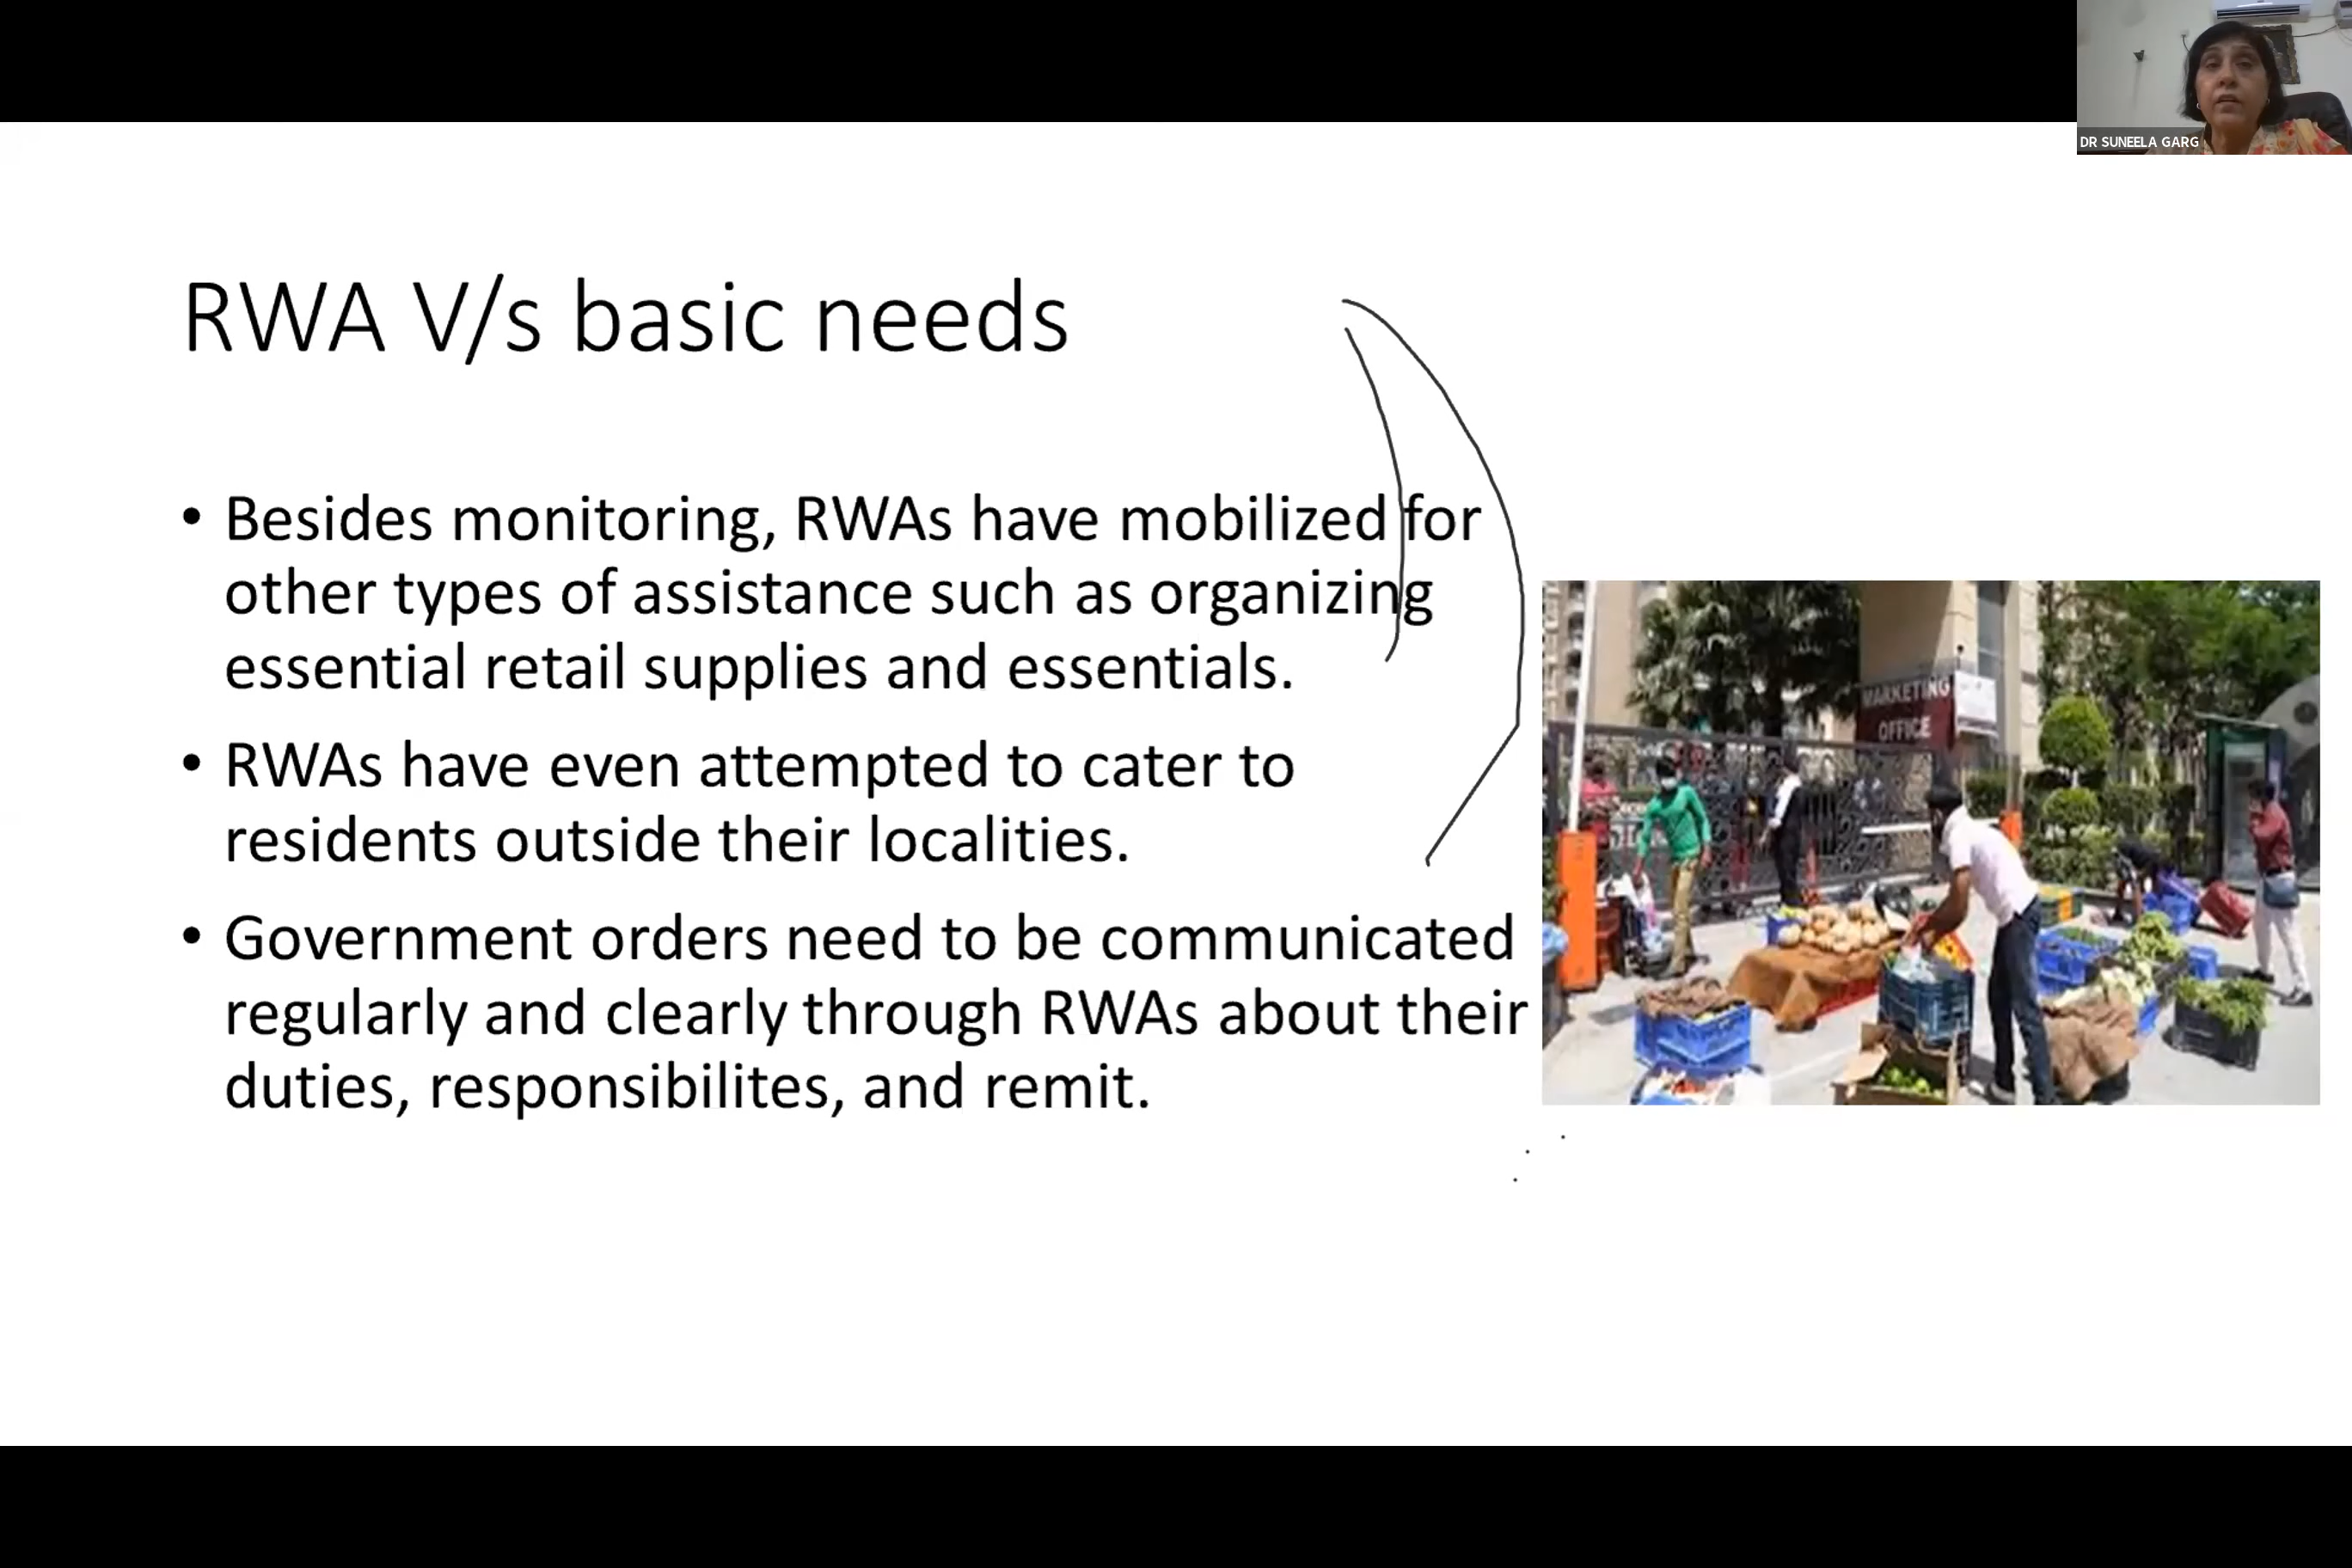 DR SUNEELA GARG
RWA V/s basic needs
• Besides monitoring, RWAs have mobilized for
other types of assistance such as organizing
essential retail supplies and essentials.
• RWAs have even attempted to cater to
residents outside their localities.
• Government orders need to be communicated
regularly and clearly through RWAs about their
duties, responsibilites, and remit.
MARKETING
OFFICE